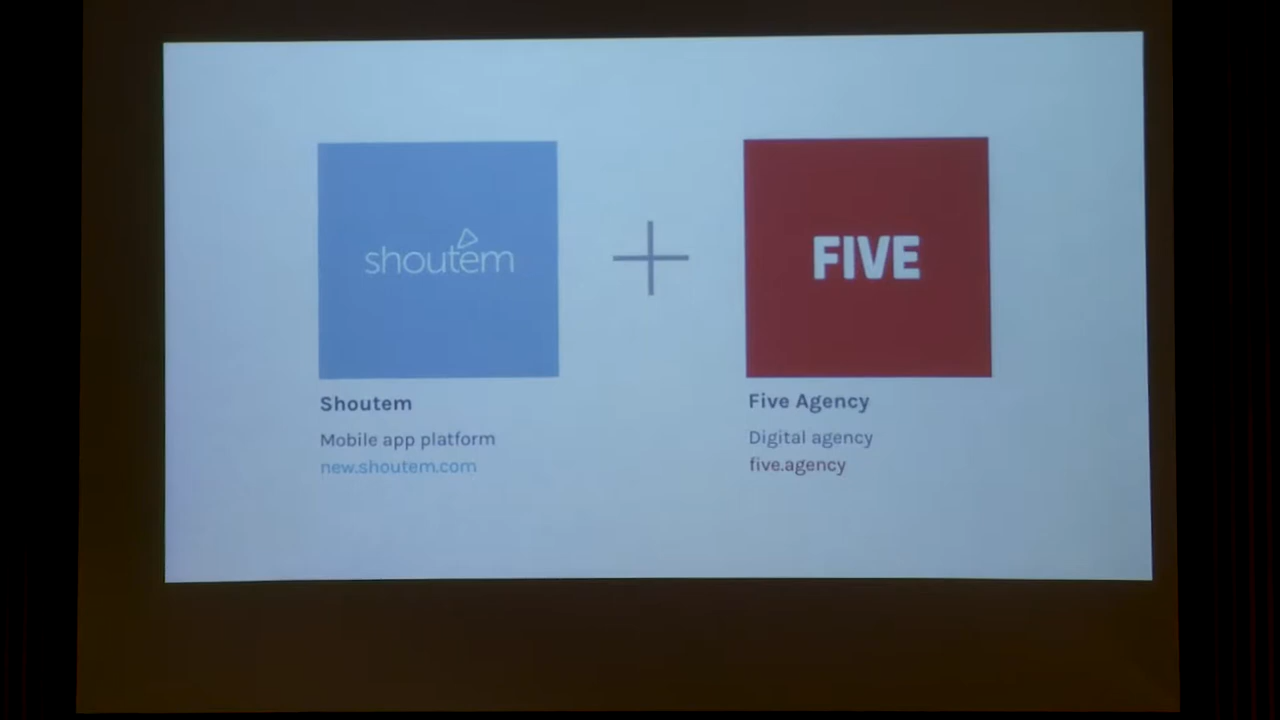 shoutem
FIVE
Shoutem
Mobile app platform
new.shoutem.com
Five Agency
Digital agency
five.agency